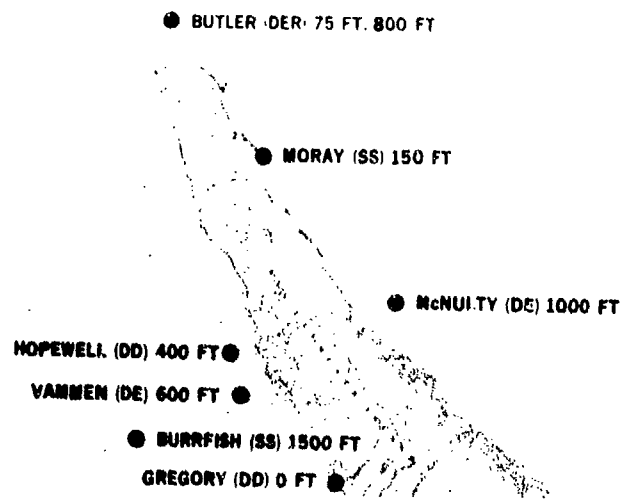 BUTLER (DER) 75 FT. 800 FT
MORAY (SS) 150 FT
McNULTY (DE) 1000 FT
HOPEWELL (DD) 400 FT
VAMMEN (DE) 600 FT
BURRFISH (SS) 1500 FT
GREGORY (DD) 0 FT